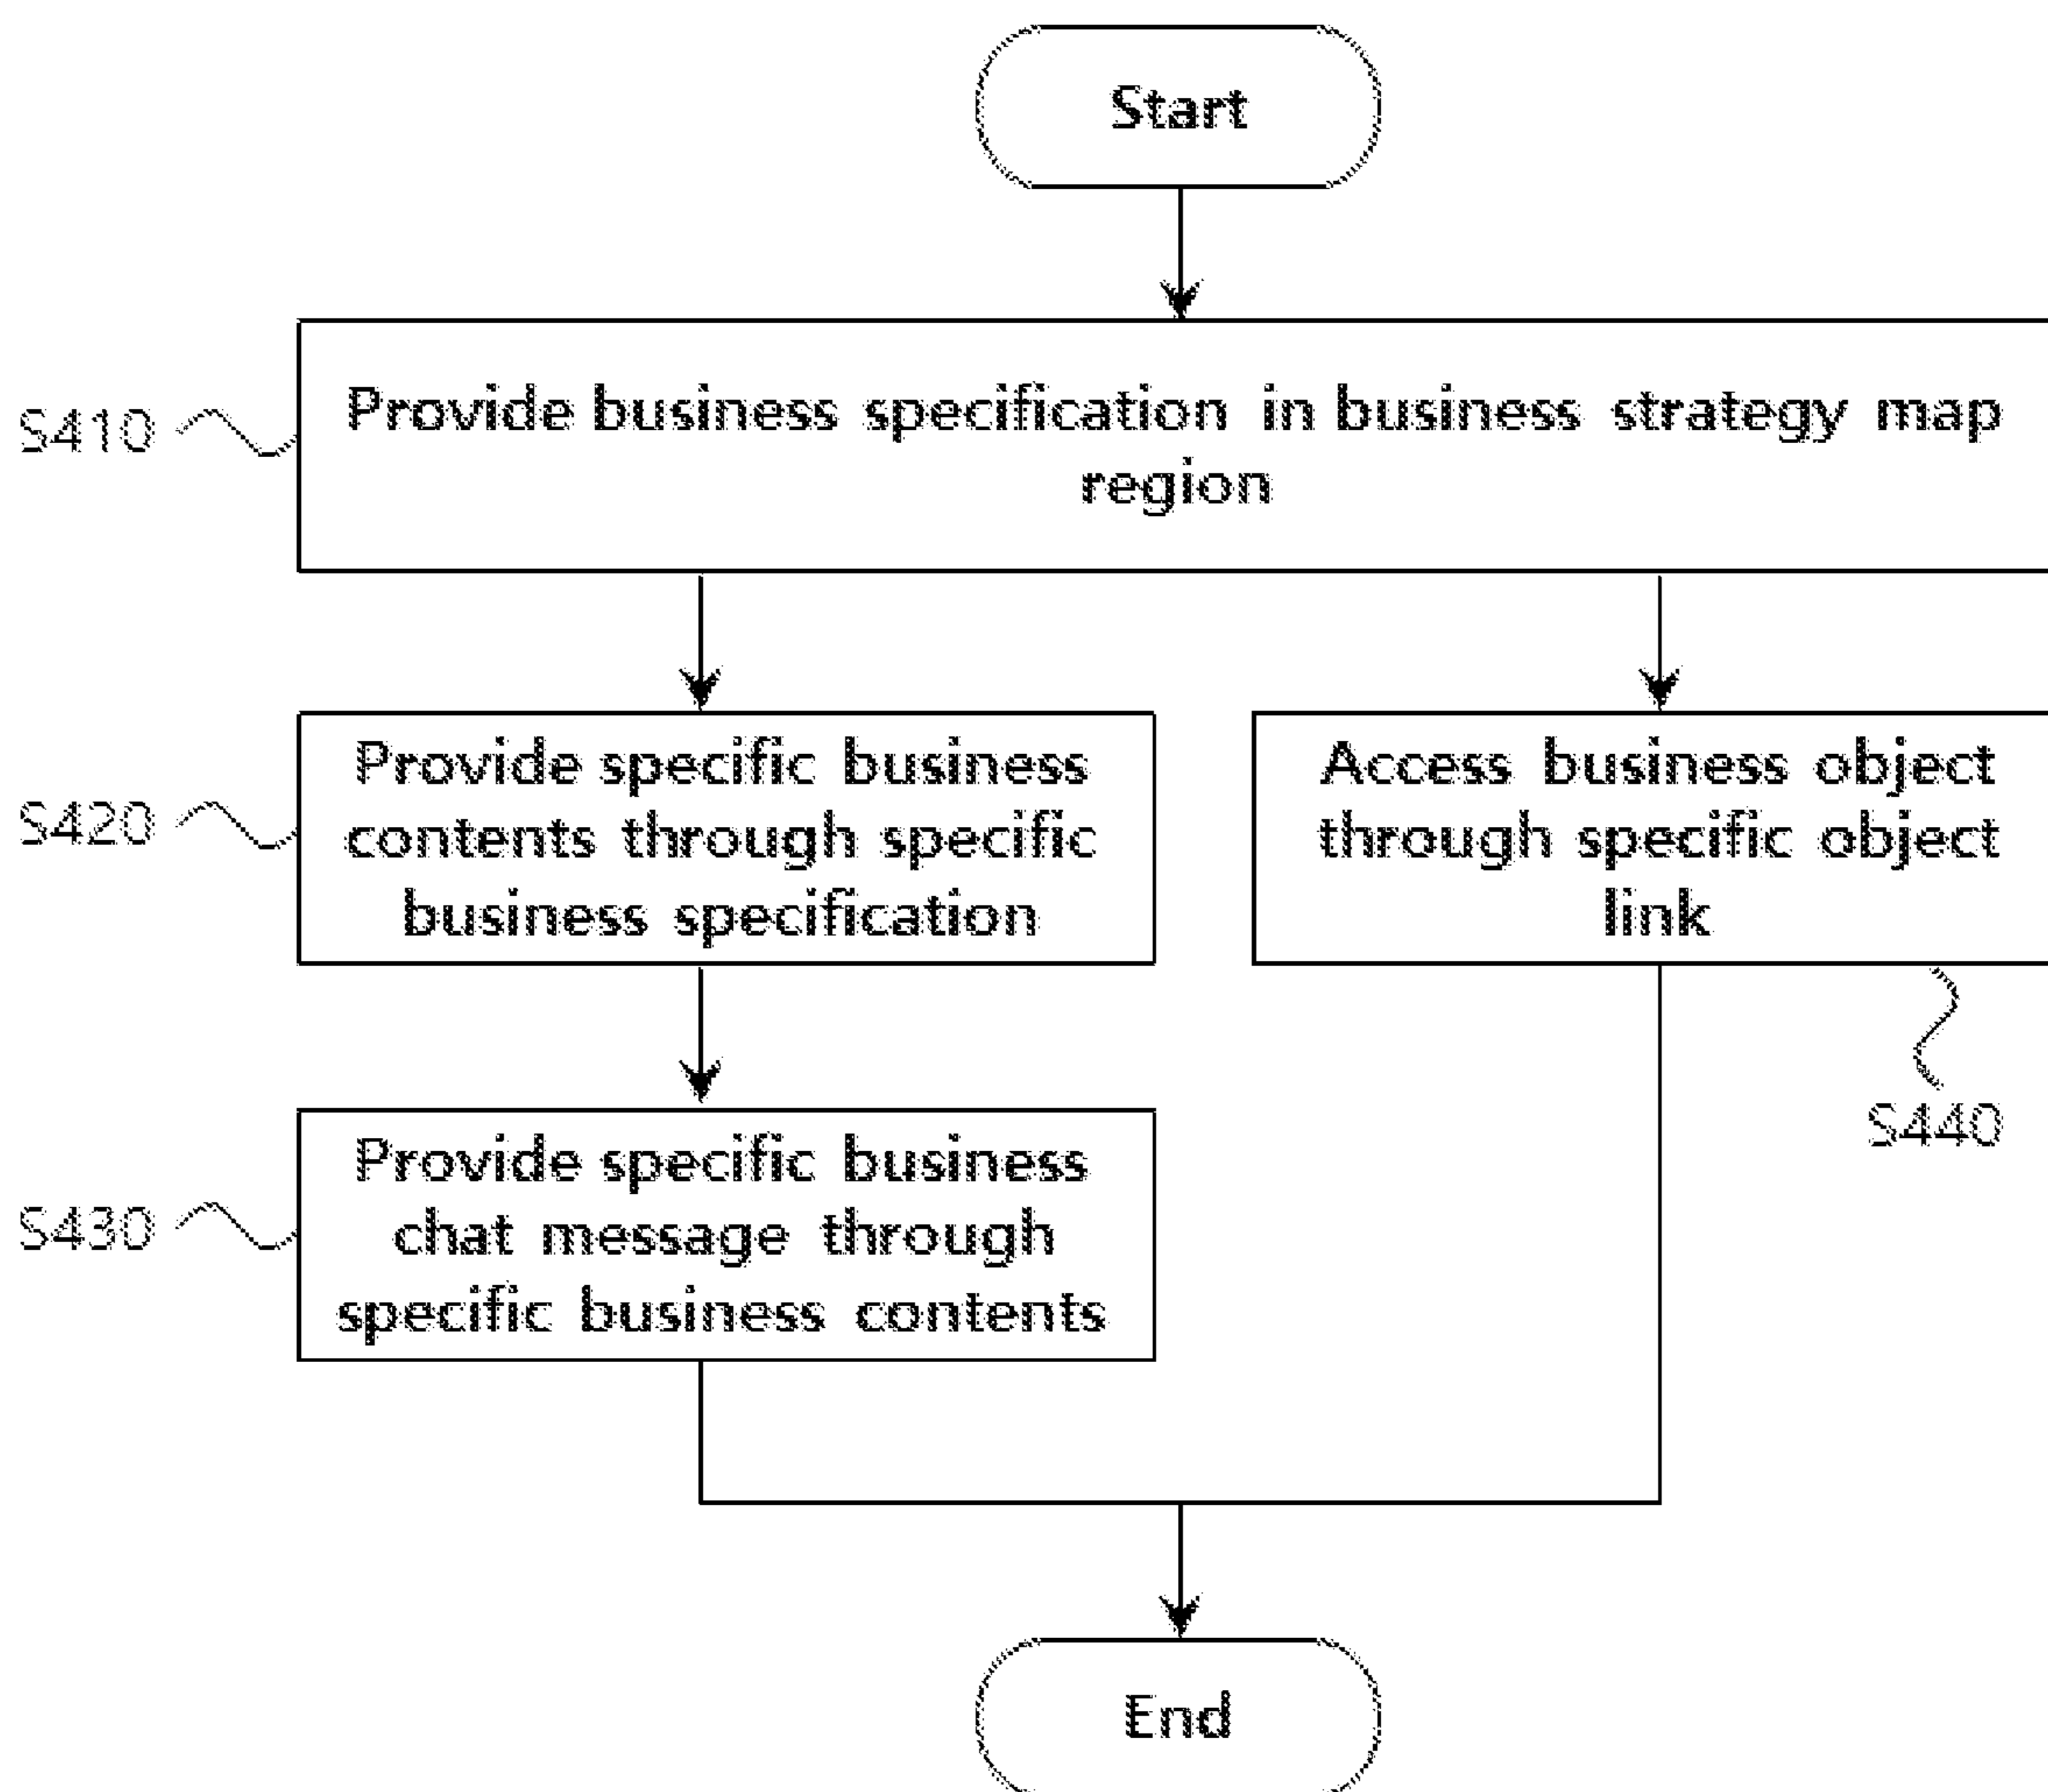 Start
S410
Provide business specification in business strategy map
region
S420
Provide specific business
contents through specific
business specification
Access business object
through specific object
link
S440
S430
Provide specific business
chat message through
specific business contents
End